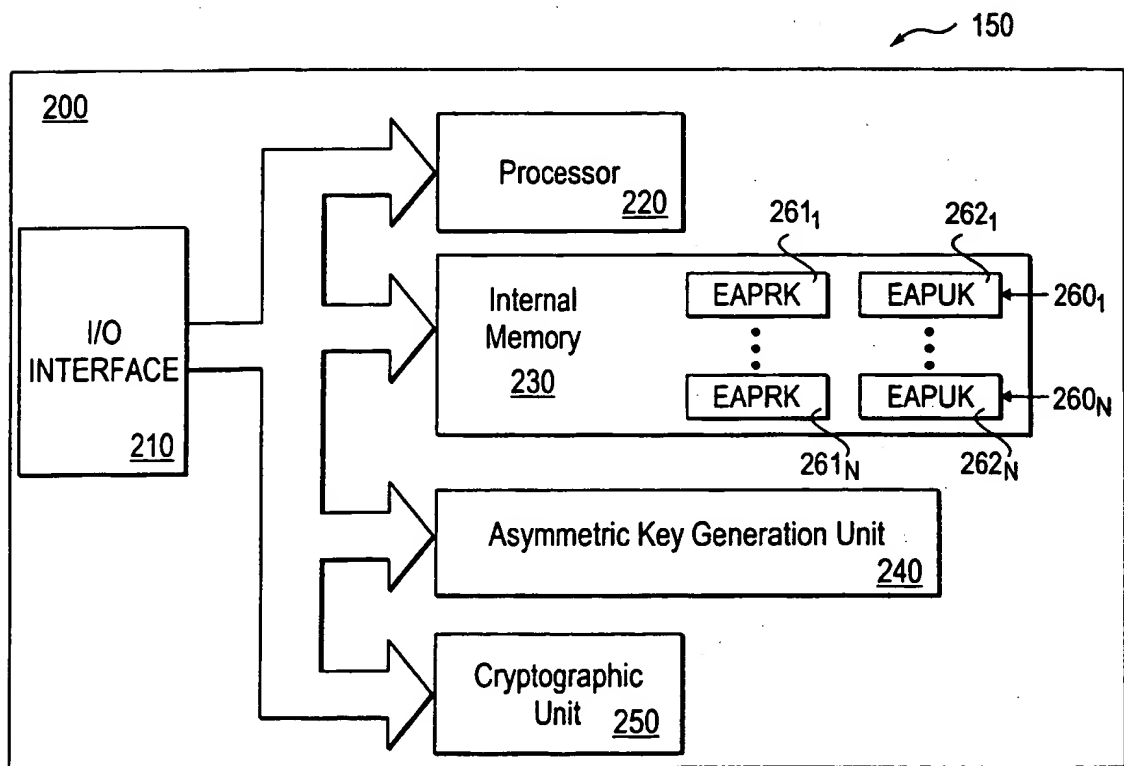 150
200
Processor
220
261₁
262₁
I/O
INTERFACE
210
Internal
Memory
230
EAPRK
EAPUK
260₁
EAPRK
EAPUK
260N
261N
262N
Asymmetric Key Generation Unit
240
Cryptographic
Unit
250